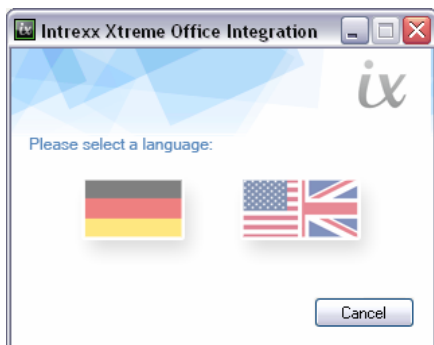 Intrexx Xtreme Office Integration
ix
Please select a language:
Cancel